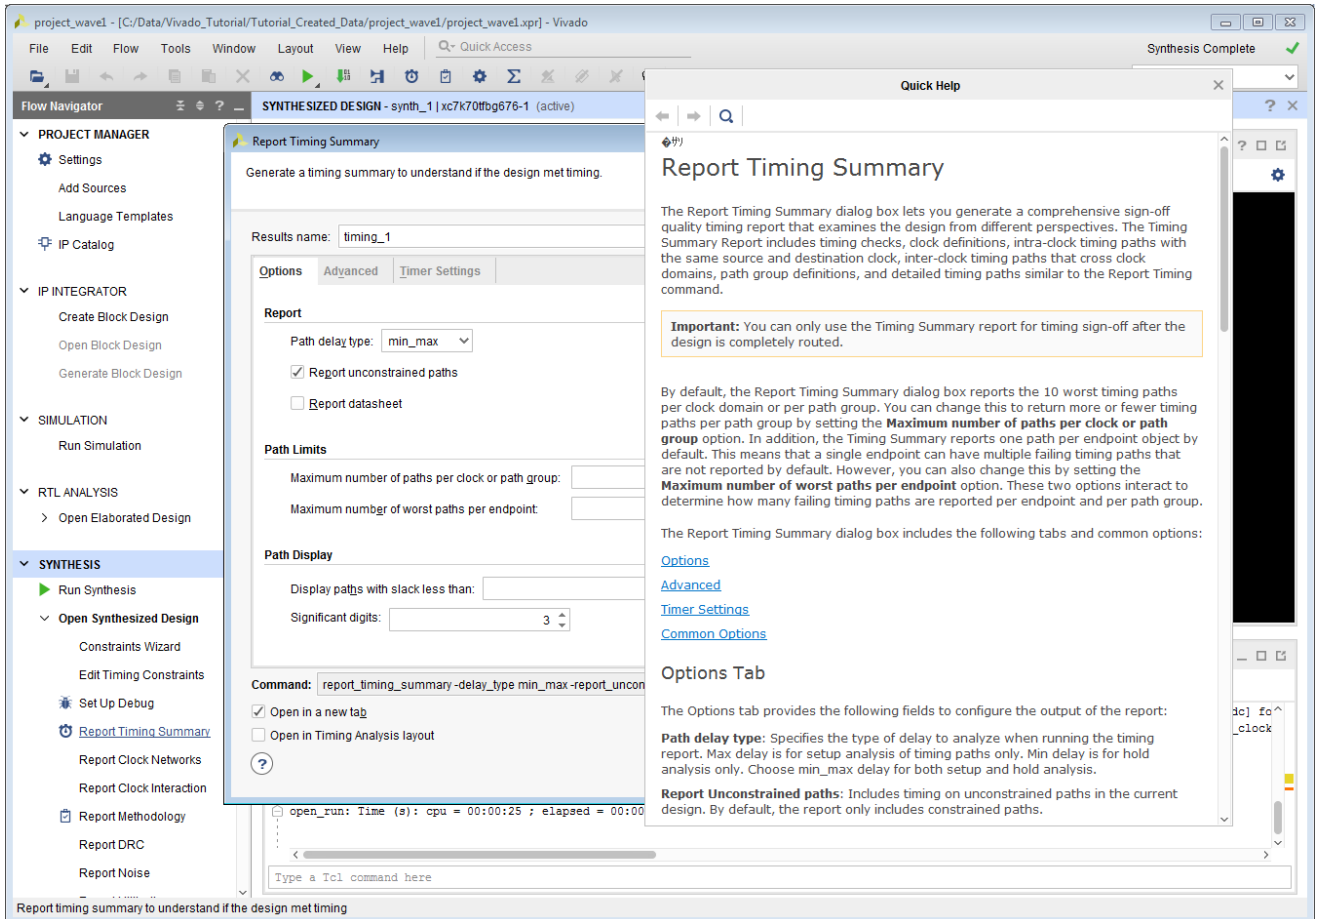 project_wave1 - [C:/Data/Vivado_Tutorial/Tutorial_Created_Data/project_wave1/project_wave1.xpr] - Vivado
File Edit Flow Tools Window Layout View Help Quick Access
Synthesis Complete
Flow Navigator
SYNTHESIZED DESIGN - synth_1 | xc7k70tfbg676-1 (active)
PROJECT MANAGER
Settings
Add Sources
Language Templates
IP Catalog
IP INTEGRATOR
Create Block Design
Open Block Design
Generate Block Design
SIMULATION
Run Simulation
RTL ANALYSIS
Open Elaborated Design
SYNTHESIS
Run Synthesis
Open Synthesized Design
Constraints Wizard
Edit Timing Constraints
Set Up Debug
Report Timing Summary
Report Clock Networks
Report Clock Interaction
Report Methodology
Report DRC
Report Noise
Report Timing Summary
Generate a timing summary to understand if the design met timing.
Results name: timing_1
Options Advanced Timer Settings
Report
Path delay type: min_max
Report unconstrained paths
Report datasheet
Path Limits
Maximum number of paths per clock or path group:
Maximum number of worst paths per endpoint:
Path Display
Display paths with slack less than:
Significant digits: 3
Command: report_timing_summary -delay_type min_max -report_uncon
Open in a new tab
Open in Timing Analysis layout
Quick Help
Report Timing Summary
The Report Timing Summary dialog box lets you generate a comprehensive sign-off
quality timing report that examines the design from different perspectives. The Timing
Summary Report includes timing checks, clock definitions, intra-clock timing paths with
the same source and destination clock, inter-clock timing paths that cross clock
domains, path group definitions, and detailed timing paths similar to the Report Timing
command.
Important: You can only use the Timing Summary report for timing sign-off after the
design is completely routed.
By default, the Report Timing Summary dialog box reports the 10 worst timing paths
per clock domain or per path group. You can change this to return more or fewer timing
paths per path group by setting the Maximum number of paths per clock or path
group option. In addition, the Timing Summary reports one path per endpoint object by
default. This means that a single endpoint can have multiple failing timing paths that
are not reported by default. However, you can also change this by setting the
Maximum number of worst paths per endpoint option. These two options interact to
determine how many failing timing paths are reported per endpoint and per path group.
The Report Timing Summary dialog box includes the following tabs and common options:
Options
Advanced
Timer Settings
Common Options
Options Tab
The Options tab provides the following fields to configure the output of the report:
Path delay type: Specifies the type of delay to analyze when running the timing
report. Max delay is for setup analysis of timing paths only. Min delay is for hold
analysis only. Choose min_max delay for both setup and hold analysis.
Report Unconstrained paths: Includes timing on unconstrained paths in the current
design. By default, the report only includes constrained paths.
dc] fo
_clock
open_run: Time (s): cpu = 00:00:25 ; elapsed = 00:00
Type a Tcl command here
Report timing summary to understand if the design met timing